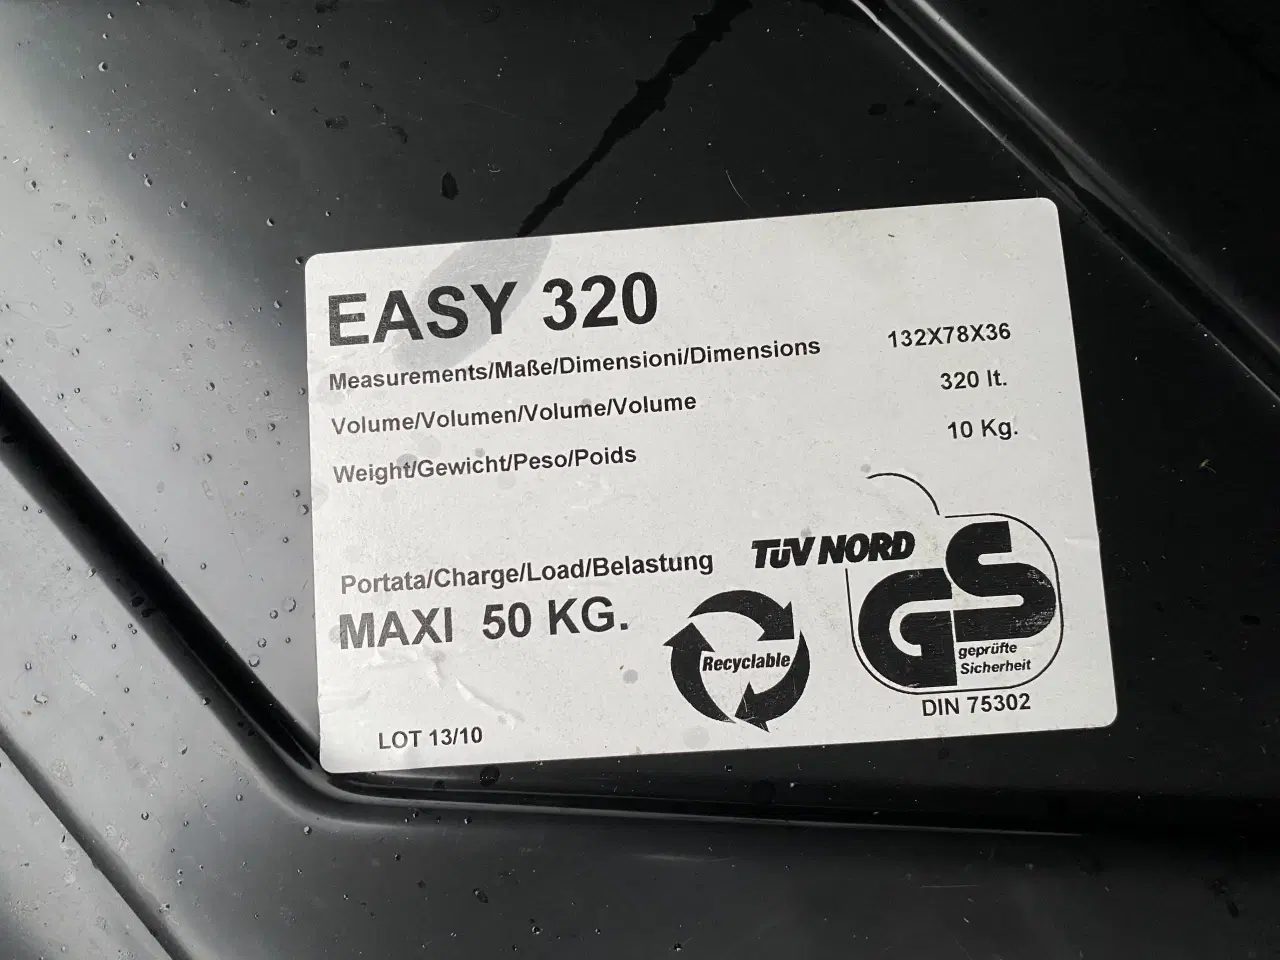 EASY 320
Measurements/Maße/Dimensioni/Dimensions 132X78X36
Volume/Volumen/Volume/Volume 320 lt.
Weight/Gewicht/Peso/Poids 10 Kg.
Portata/Charge/Load/Belastung
MAXI 50 KG.
LOT 13/10
Recyclable
TÜV NORD
GS
geprüfte
Sicherheit
DIN 75302